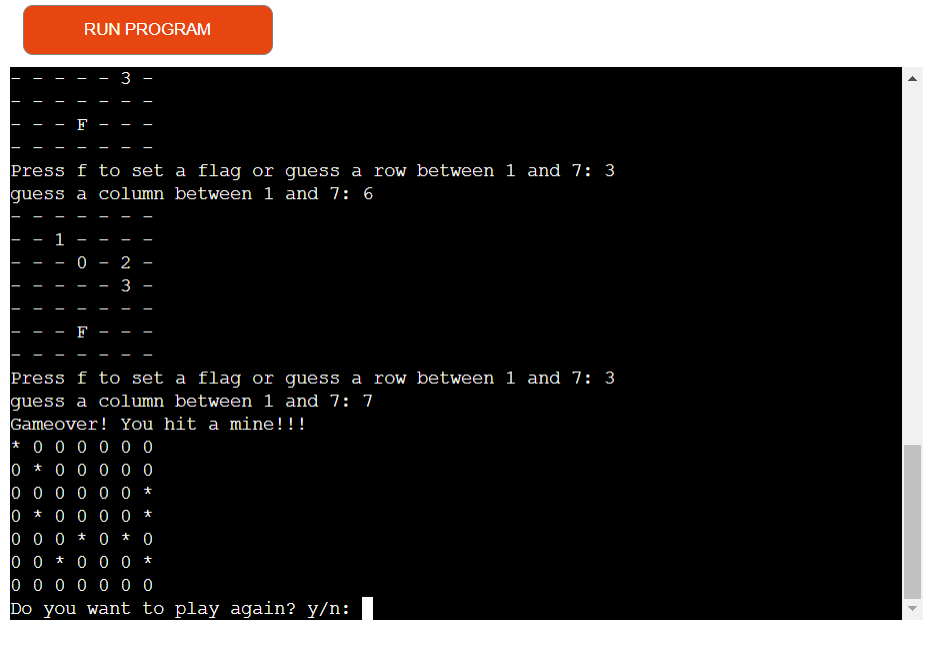 RUN PROGRAM
- - - - - 3 -
- - - - - - -
- - - F - - -
- - - - - - -
Press f to set a flag or guess a row between 1 and 7: 3
guess a column between 1 and 7: 6
- - - - - - -
- - 1 - - - -
- - - 0 - 2 -
- - - - - 3 -
- - - - - - -
- - - F - - -
- - - - - - -
Press f to set a flag or guess a row between 1 and 7: 3
guess a column between 1 and 7: 7
Gameover! You hit a mine!!!
* 0 0 0 0 0 0
0 * 0 0 0 0 0
0 0 0 0 0 0 *
0 * 0 0 0 0 *
0 0 0 * 0 * 0
0 0 * 0 0 0 *
0 0 0 0 0 0 0
Do you want to play again? y/n: